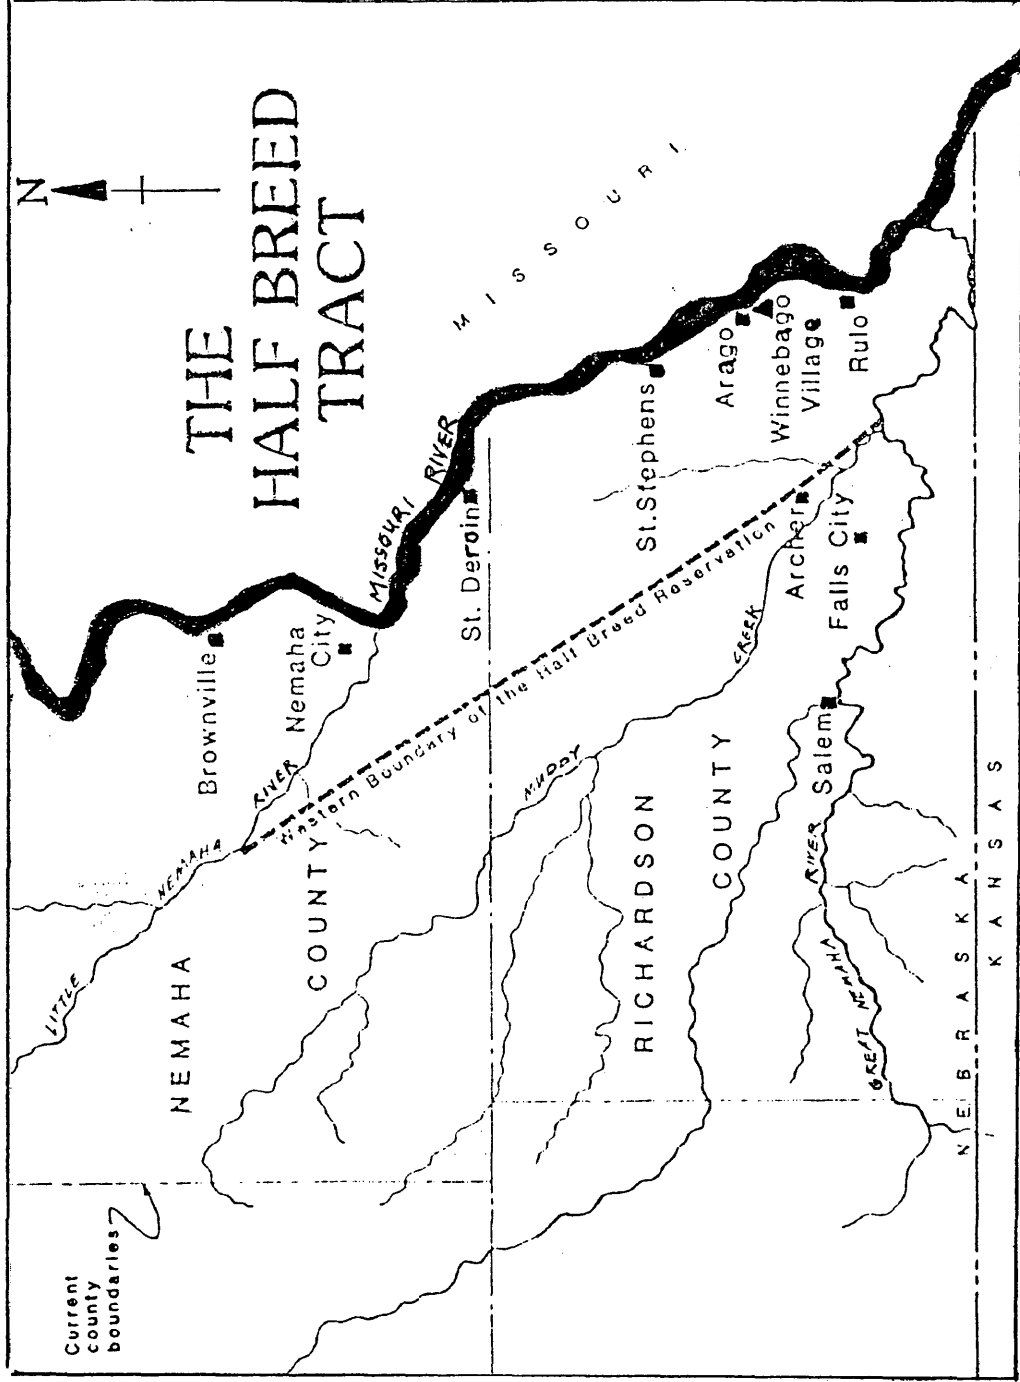 N
THE
HALF BREED
TRACT
MISSOURI
MISSOURI RIVER
Brownville
Nemaha
City
St. Deroin
St. Stephens
Arago
Winnebago
Village
Rulo
Archer
Falls City
Salem
LITTLE NEMAHA RIVER
Western Boundary of the Half Breed Reservation
MUDDY CREEK
GREAT NEMAHA RIVER
NEMAHA
COUNTY
RICHARDSON
COUNTY
Current
county
boundaries
NEBRASKA
KANSAS